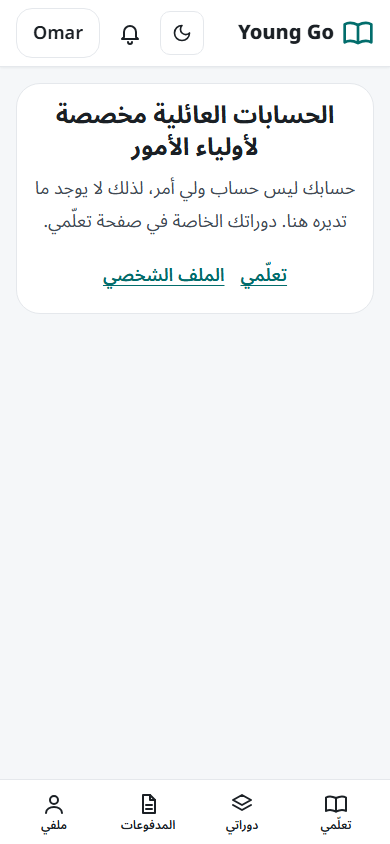 Young Go
Omar
الحسابات العائلية مخصصة
لأولياء الأمور
حسابك ليس حساب ولي أمر، لذلك لا يوجد ما
تديره هنا. دوراتك الخاصة في صفحة تعلّمي.
تعلّمي الملف الشخصي
تعلّمي
دوراتي
المدفوعات
ملفي